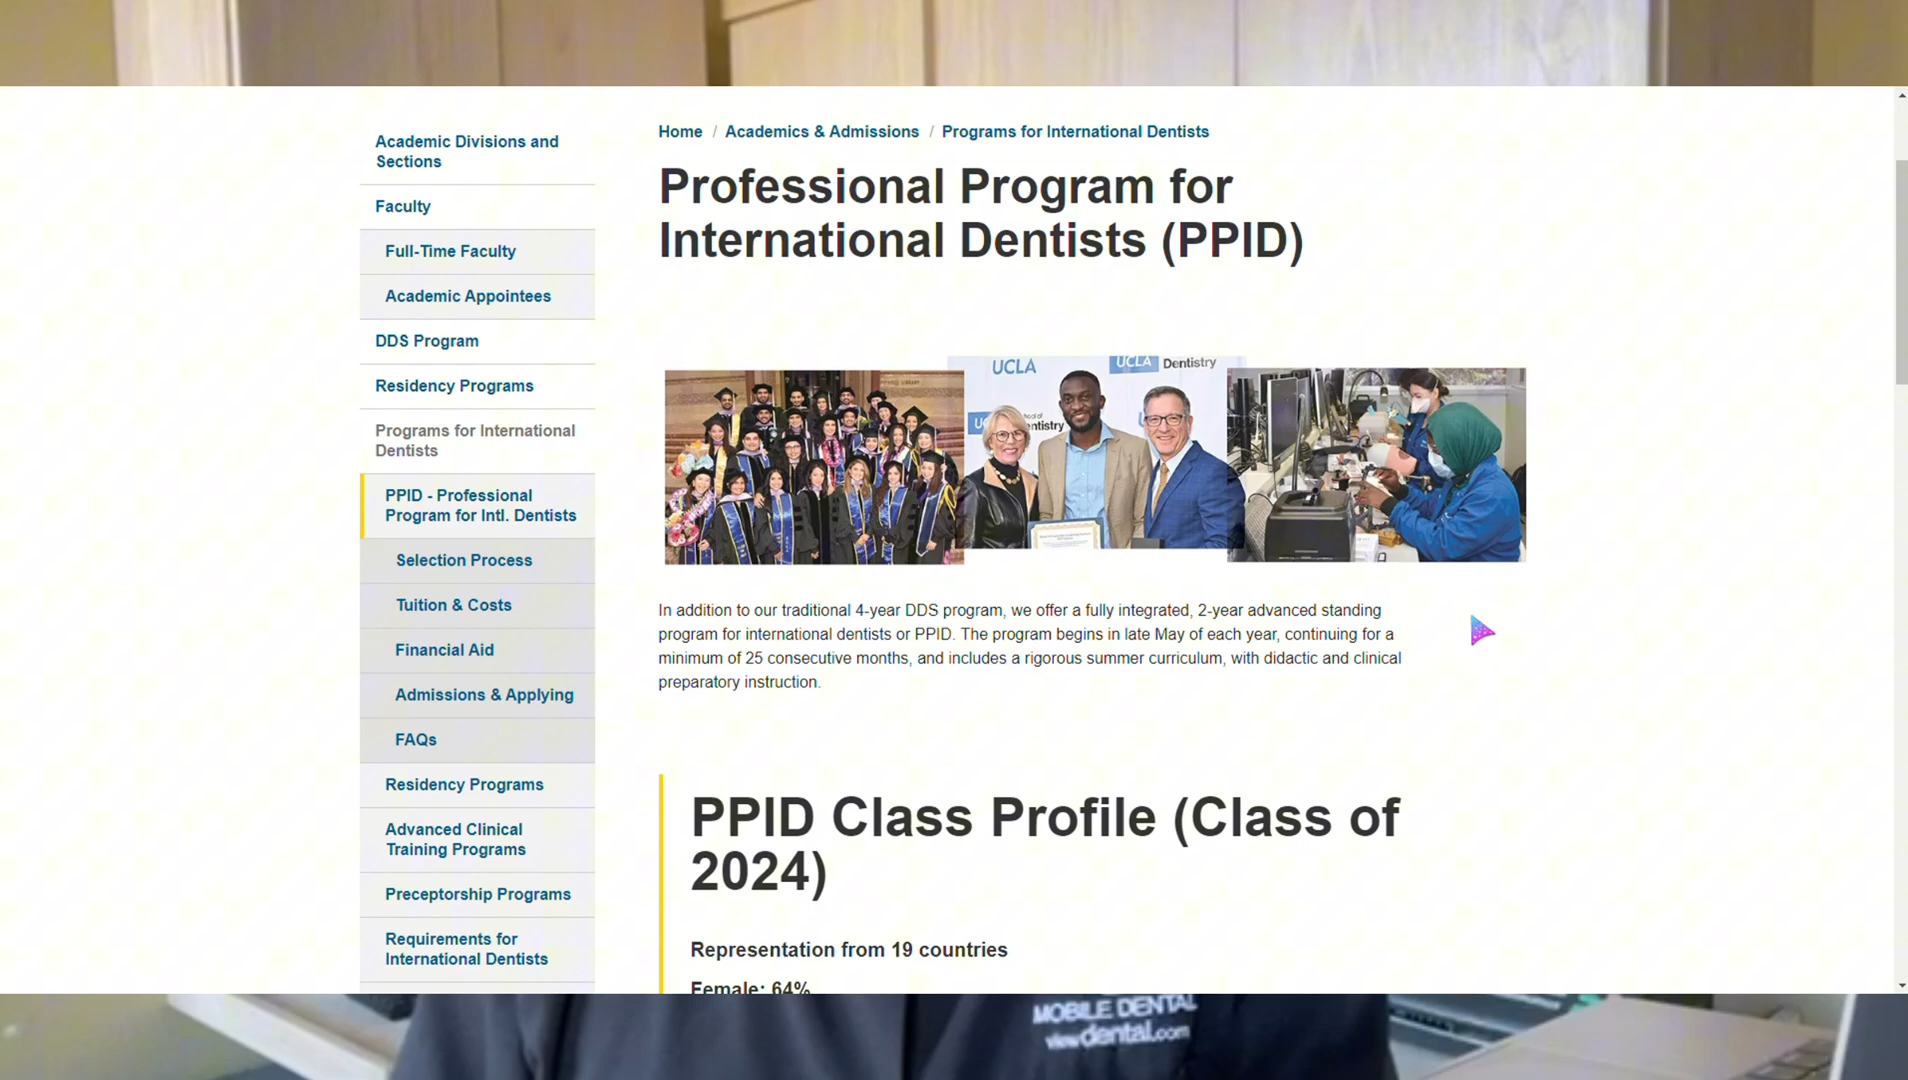 Academic Divisions and
Sections
Faculty
Full-Time Faculty
Academic Appointees
DDS Program
Residency Programs
Programs for International
Dentists
PPID - Professional
Program for Intl. Dentists
Selection Process
Tuition & Costs
Financial Aid
Admissions & Applying
FAQs
Residency Programs
Advanced Clinical
Training Programs
Preceptorship Programs
Requirements for
International Dentists
Home / Academics & Admissions / Programs for International Dentists
Professional Program for
International Dentists (PPID)
UCLA
UCLA Dentistry
In addition to our traditional 4-year DDS program, we offer a fully integrated, 2-year advanced standing
program for international dentists or PPID. The program begins in late May of each year, continuing for a
minimum of 25 consecutive months, and includes a rigorous summer curriculum, with didactic and clinical
preparatory instruction.
PPID Class Profile (Class of
2024)
Representation from 19 countries
Female: 64%
MOBILE DENTAL
viewdental.com